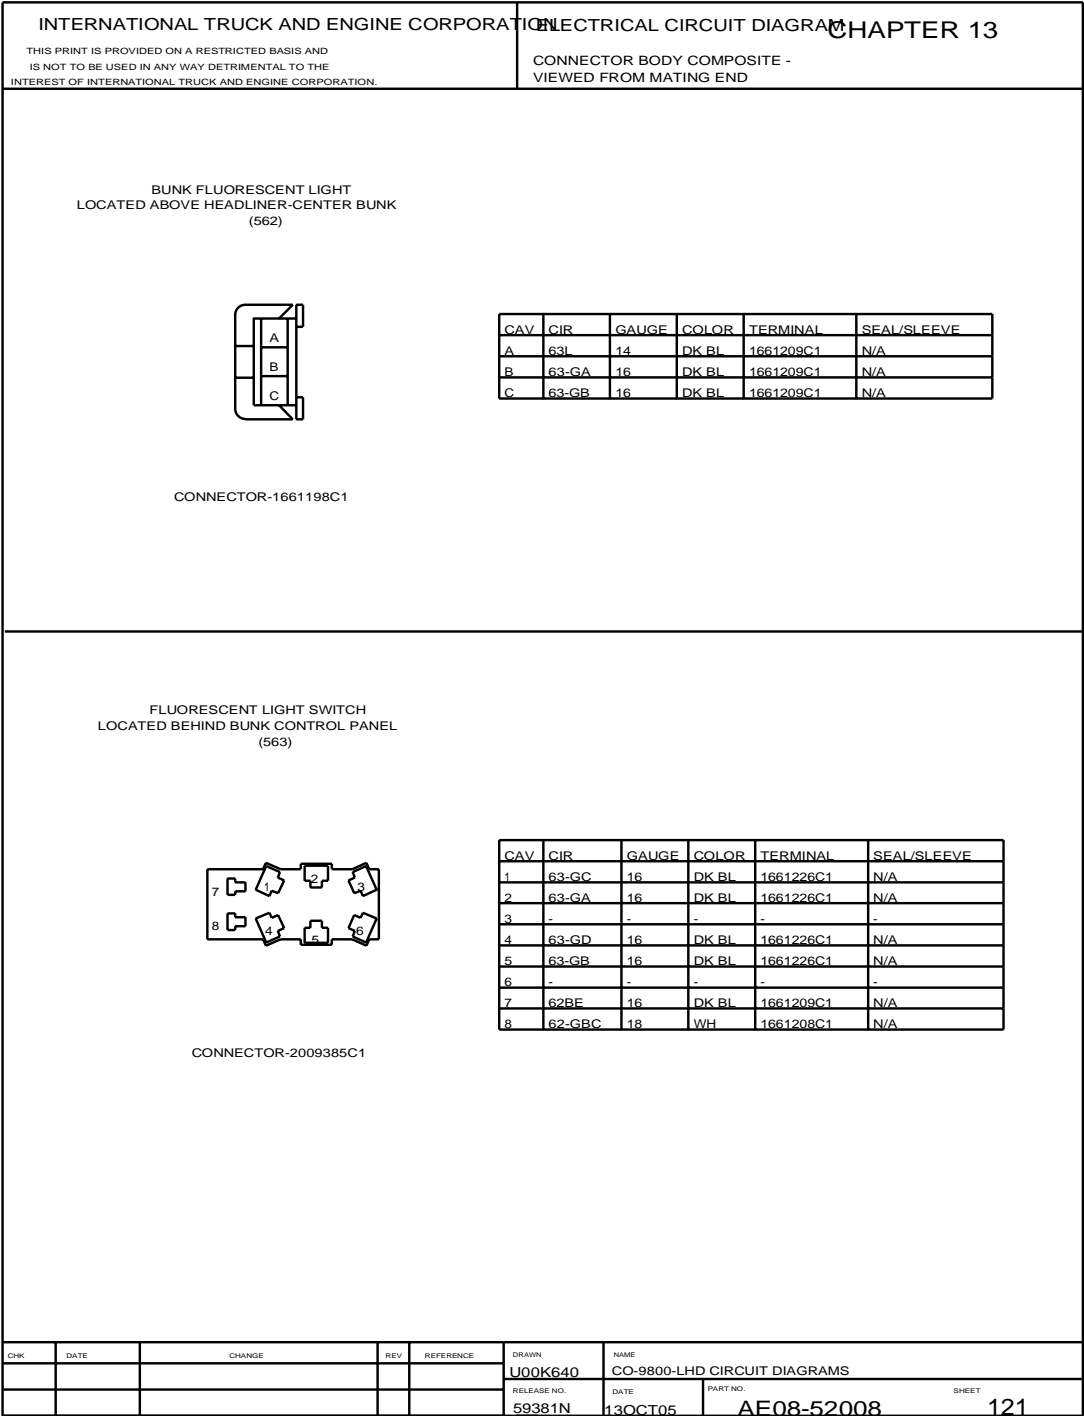 INTERNATIONAL TRUCK AND ENGINE CORPORATION
THIS PRINT IS PROVIDED ON A RESTRICTED BASIS AND
IS NOT TO BE USED IN ANY WAY DETRIMENTAL TO THE
INTEREST OF INTERNATIONAL TRUCK AND ENGINE CORPORATION.
ELECTRICAL CIRCUIT DIAGRAM
CHAPTER 13
CONNECTOR BODY COMPOSITE -
VIEWED FROM MATING END
BUNK FLUORESCENT LIGHT
LOCATED ABOVE HEADLINER-CENTER BUNK
(562)
A
B
C
CONNECTOR-1661198C1
CAV CIR GAUGE COLOR TERMINAL SEAL/SLEEVE
A 63L 14 DK BL 1661209C1 N/A
B 63-GA 16 DK BL 1661209C1 N/A
C 63-GB 16 DK BL 1661209C1 N/A
FLUORESCENT LIGHT SWITCH
LOCATED BEHIND BUNK CONTROL PANEL
(563)
7 1 2 3
8 4 5 6
CONNECTOR-2009385C1
CAV CIR GAUGE COLOR TERMINAL SEAL/SLEEVE
1 63-GC 16 DK BL 1661226C1 N/A
2 63-GA 16 DK BL 1661226C1 N/A
3 - - - - -
4 63-GD 16 DK BL 1661226C1 N/A
5 63-GB 16 DK BL 1661226C1 N/A
6 - - - - -
7 62BE 16 DK BL 1661209C1 N/A
8 62-GBC 18 WH 1661208C1 N/A
CHK DATE CHANGE REV REFERENCE
DRAWN
U00K640
NAME
CO-9800-LHD CIRCUIT DIAGRAMS
RELEASE NO.
59381N
DATE
13OCT05
PART NO.
AE08-52008
SHEET
121